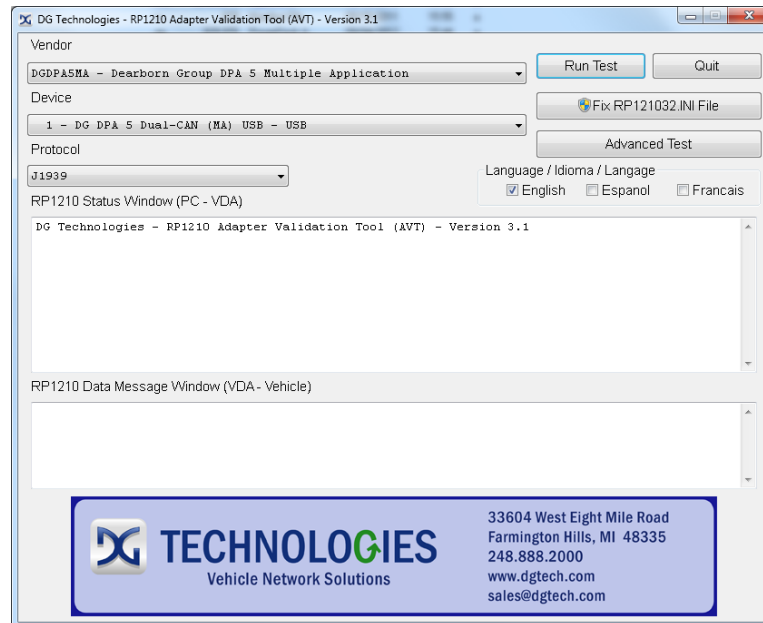 DG Technologies - RP1210 Adapter Validation Tool (AVT) - Version 3.1
Vendor
DGDPA5MA - Dearborn Group DPA 5 Multiple Application
Run Test
Quit
Device
Fix RP121032.INI File
1 - DG DPA 5 Dual-CAN (MA) USB - USB
Advanced Test
Protocol
J1939
Language / Idioma / Langage
English
Espanol
Francais
RP1210 Status Window (PC - VDA)
DG Technologies - RP1210 Adapter Validation Tool (AVT) - Version 3.1
RP1210 Data Message Window (VDA - Vehicle)
DG TECHNOLOGIES
Vehicle Network Solutions
33604 West Eight Mile Road
Farmington Hills, MI 48335
248.888.2000
www.dgtech.com
sales@dgtech.com